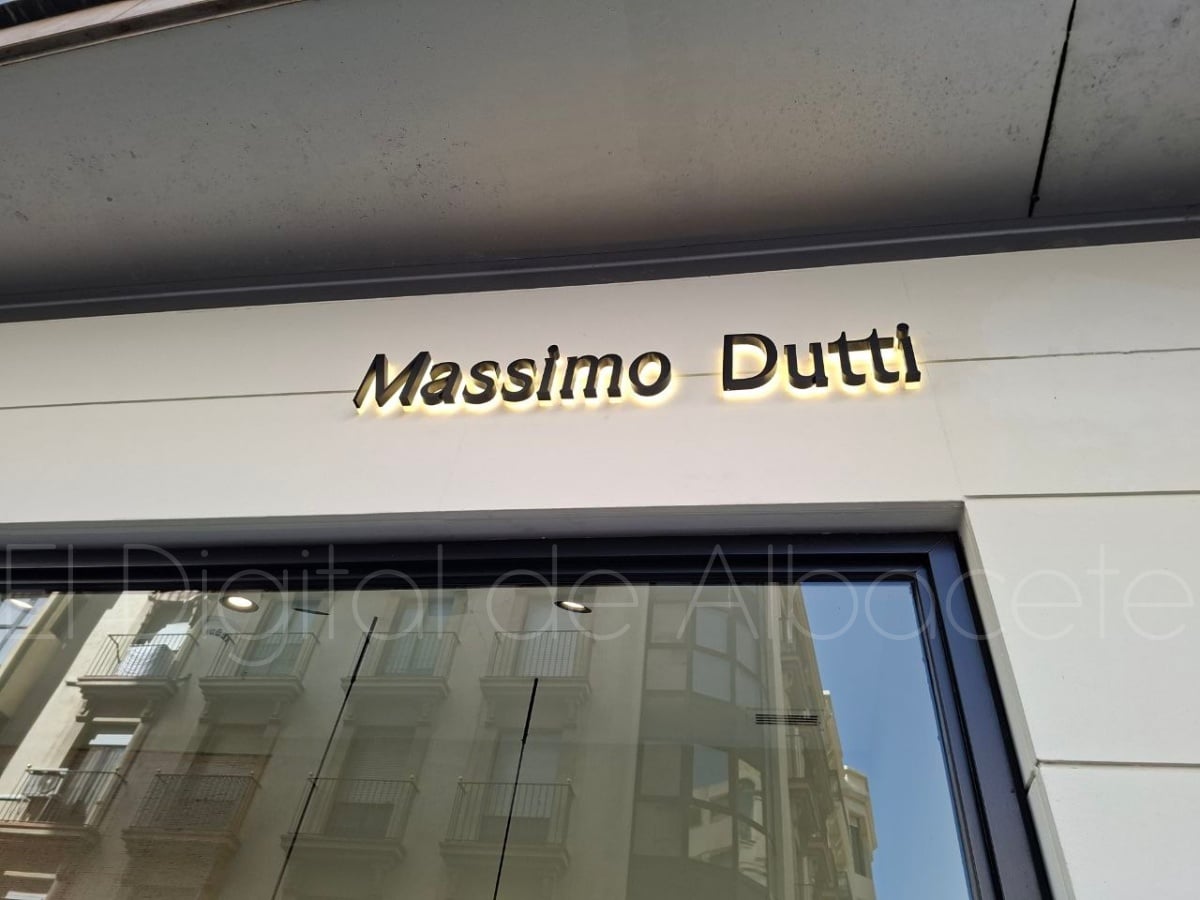 Massimo Dutti
El Digital de Albacete